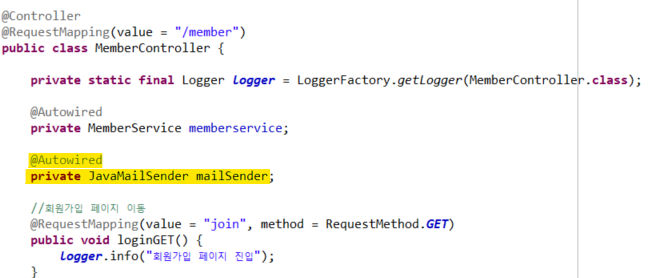 @Controller
@RequestMapping(value = "/member")
public class MemberController {
private static final Logger logger = LoggerFactory.getLogger(MemberController.class);
@Autowired
private MemberService memberservice;
@Autowired
private JavaMailSender mailSender;
//회원가입 페이지 이동
@RequestMapping(value = "join", method = RequestMethod.GET)
public void loginGET() {
logger.info("회원가입 페이지 진입");
}